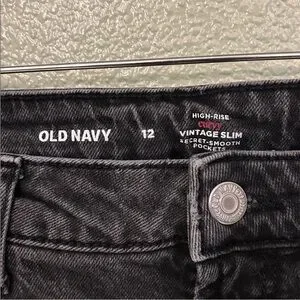 OLD NAVY
12
HIGH-RISE
curvy
VINTAGE SLIM
SECRET-SMOOTH
POCKETS